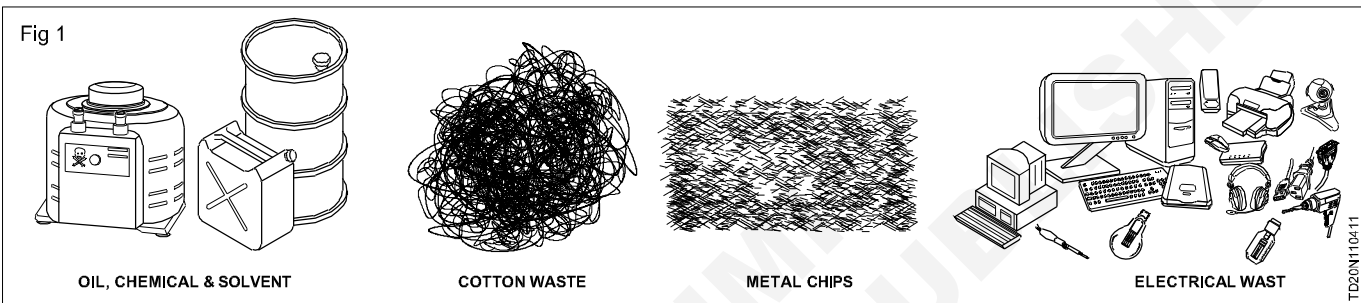 Fig 1
OIL, CHEMICAL & SOLVENT
COTTON WASTE
METAL CHIPS
ELECTRICAL WAST
TD20N110411